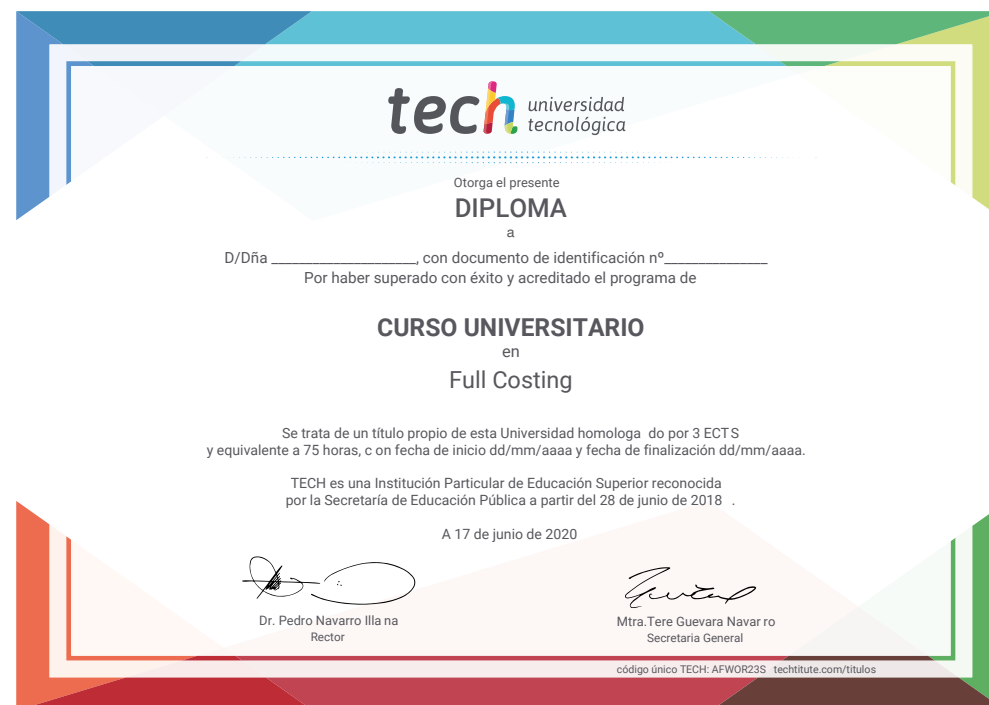 tech universidad
tecnológica
Otorga el presente
DIPLOMA
a
D/Dña ____________________, con documento de identificación nº______________
Por haber superado con éxito y acreditado el programa de
CURSO UNIVERSITARIO
en
Full Costing
Se trata de un título propio de esta Universidad homologa do por 3 ECTS
y equivalente a 75 horas, c on fecha de inicio dd/mm/aaaa y fecha de finalización dd/mm/aaaa.
TECH es una Institución Particular de Educación Superior reconocida
por la Secretaría de Educación Pública a partir del 28 de junio de 2018 .
A 17 de junio de 2020
Dr. Pedro Navarro Illa na
Rector
Mtra.Tere Guevara Navar ro
Secretaria General
código único TECH: AFWOR23S techtitute.com/titulos